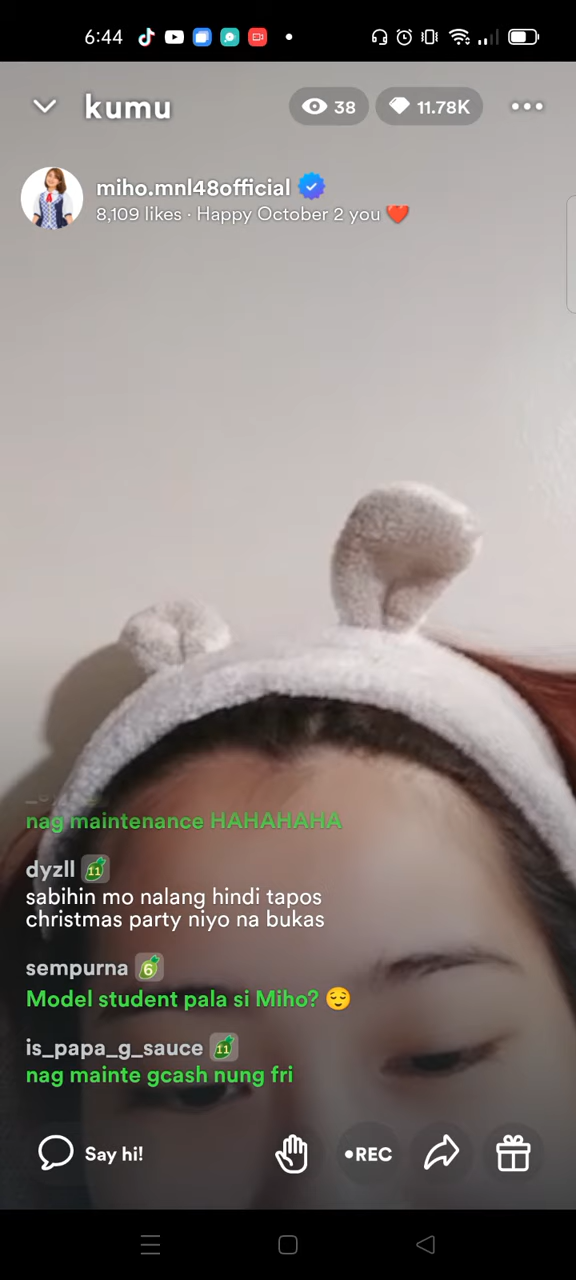 6:44
kumu
38
11.78K
miho.mnl48official
8,109 likes · Happy October 2 you ❤️
nag maintenance HAHAHAHA
dyzll 11
sabihin mo nalang hindi tapos
christmas party niyo na bukas
sempurna 6
Model student pala si Miho? 😌
is_papa_g_sauce 11
nag mainte gcash nung fri
Say hi!
•REC